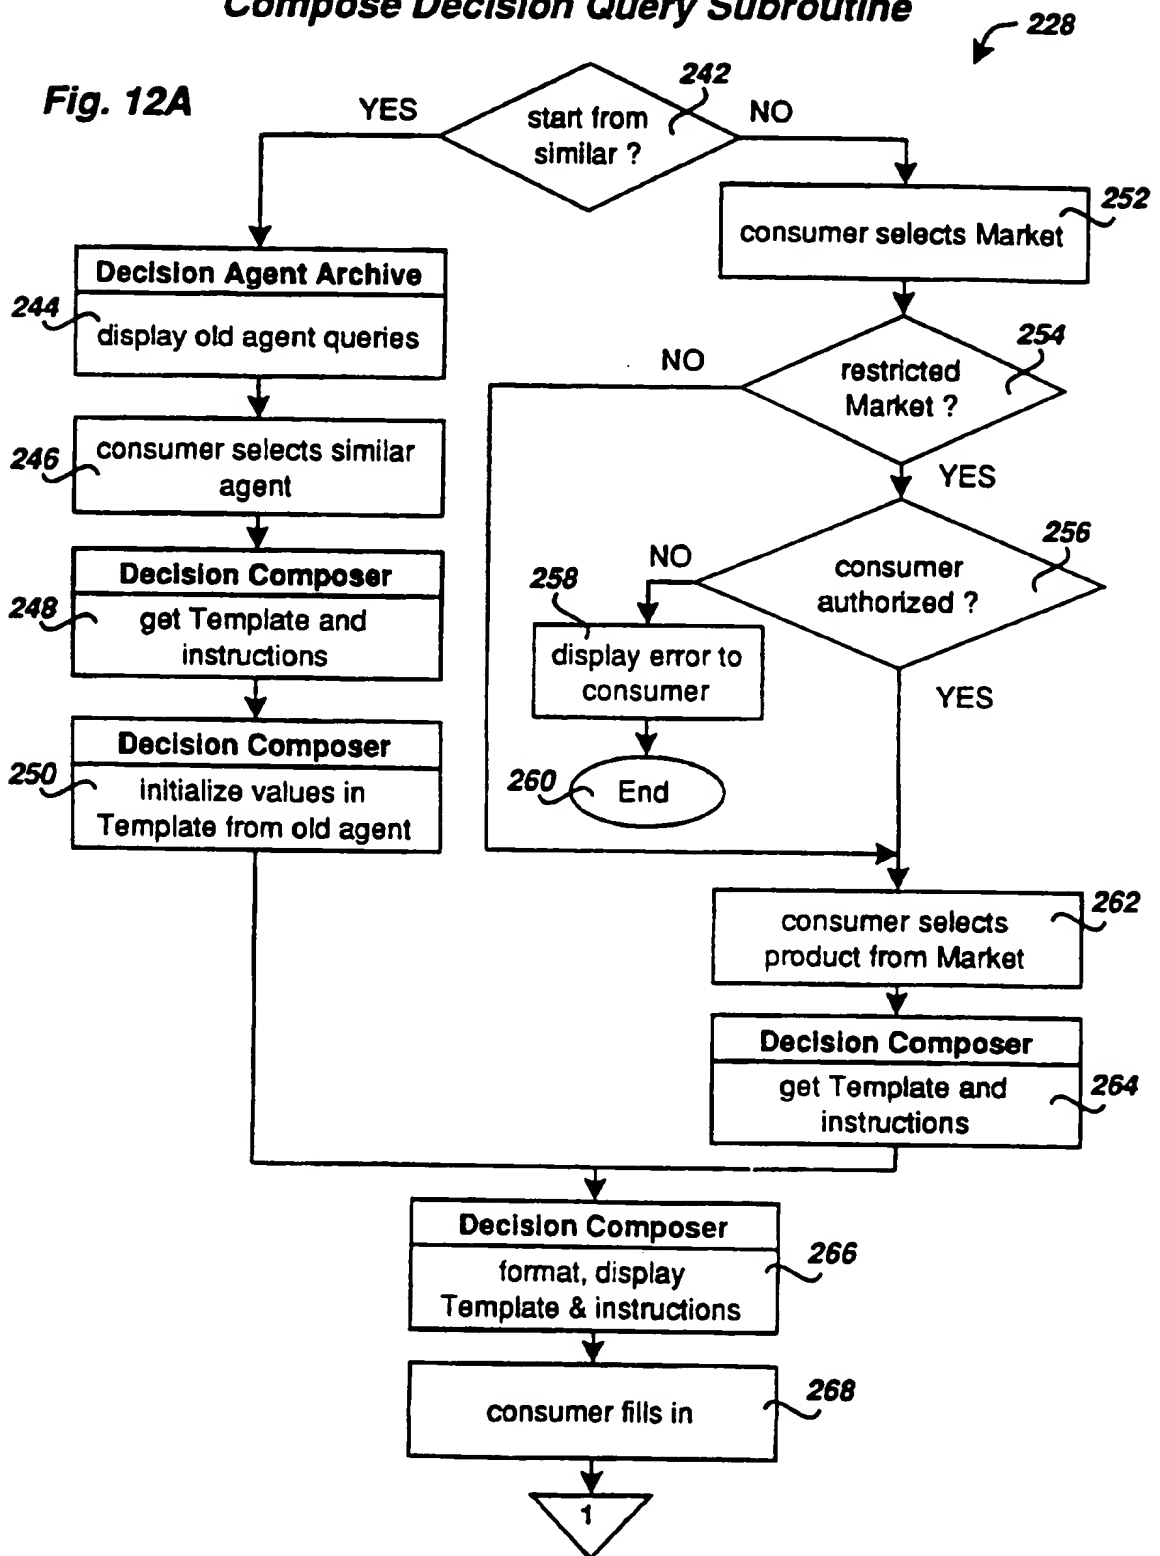 Compose Decision Query Subroutine
228
Fig. 12A
YES
242
NO
start from
similar ?
252
consumer selects Market
Decision Agent Archive
244
display old agent queries
254
NO
restricted
Market ?
YES
246
consumer selects similar
agent
256
NO
consumer
authorized ?
YES
Decision Composer
248
get Template and
instructions
258
display error to
consumer
Decision Composer
250
initialize values in
Template from old agent
260
End
262
consumer selects
product from Market
Decision Composer
264
get Template and
instructions
Decision Composer
266
format, display
Template & instructions
268
consumer fills in
1